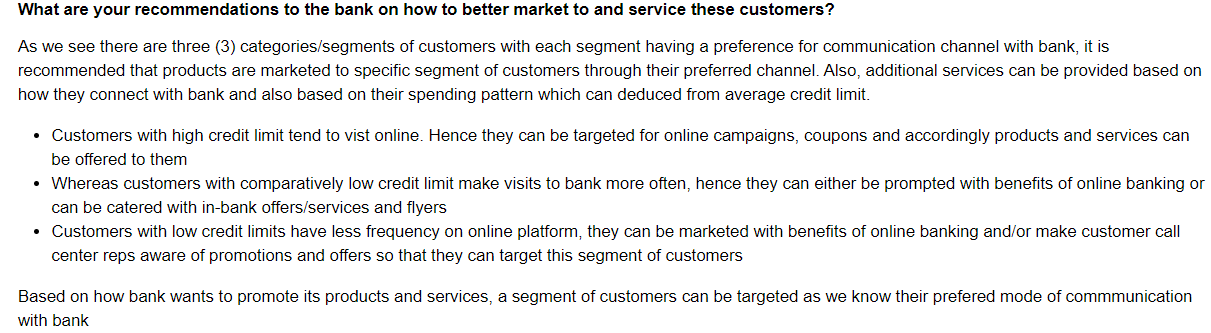 What are your recommendations to the bank on how to better market to and service these customers?
As we see there are three (3) categories/segments of customers with each segment having a preference for communication channel with bank, it is
recommended that products are marketed to specific segment of customers through their preferred channel. Also, additional services can be provided based on
how they connect with bank and also based on their spending pattern which can deduced from average credit limit.
• Customers with high credit limit tend to vist online. Hence they can be targeted for online campaigns, coupons and accordingly products and services can
be offered to them
• Whereas customers with comparatively low credit limit make visits to bank more often, hence they can either be prompted with benefits of online banking or
can be catered with in-bank offers/services and flyers
• Customers with low credit limits have less frequency on online platform, they can be marketed with benefits of online banking and/or make customer call
center reps aware of promotions and offers so that they can target this segment of customers
Based on how bank wants to promote its products and services, a segment of customers can be targeted as we know their prefered mode of commmunication
with bank